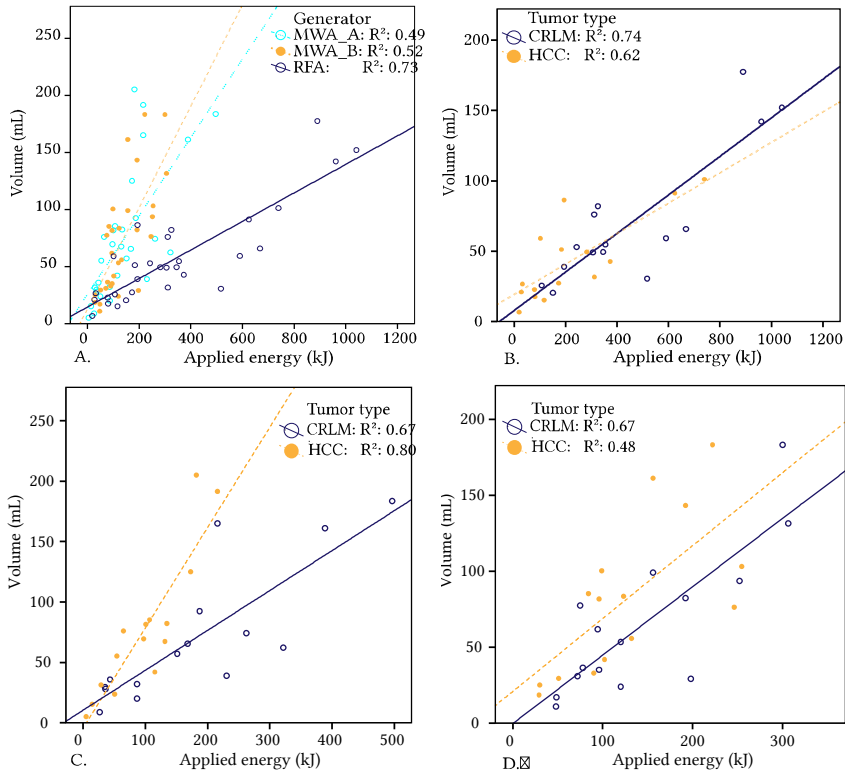 Generator
MWA_A: R²: 0.49
MWA_B: R²: 0.52
RFA: R²: 0.73
250
200
150
100
50
0
Volume (mL)
0 200 400 600 800 1000 1200
A. Applied energy (kJ)
Tumor type
CRLM: R²: 0.74
HCC: R²: 0.62
200
150
100
50
0
Volume (mL)
0 200 400 600 800 1000 1200
B. Applied energy (kJ)
Tumor type
CRLM: R²: 0.67
HCC: R²: 0.80
250
200
150
100
50
0
Volume (mL)
0 100 200 300 400 500
C. Applied energy (kJ)
Tumor type
CRLM: R²: 0.67
HCC: R²: 0.48
200
150
100
50
0
Volume (mL)
0 100 200 300
D. Applied energy (kJ)